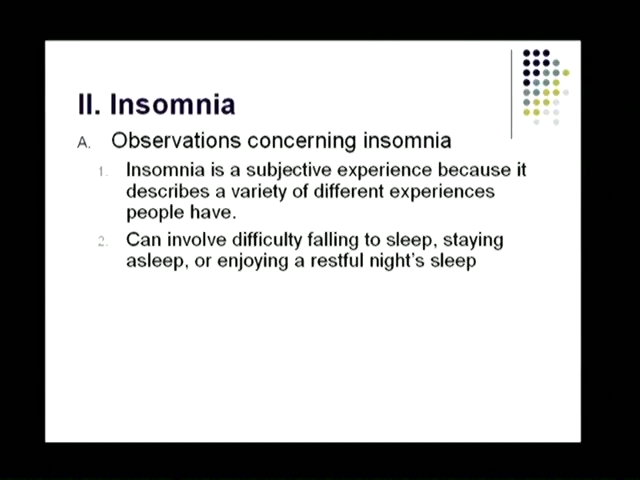 II. Insomnia
A. Observations concerning insomnia
1. Insomnia is a subjective experience because it
describes a variety of different experiences
people have.
2. Can involve difficulty falling to sleep, staying
asleep, or enjoying a restful night's sleep